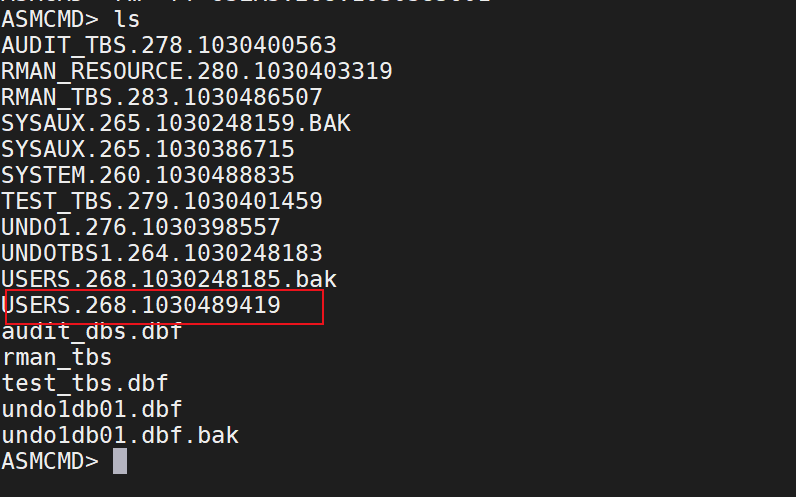 ASMCMD> ls
AUDIT_TBS.278.1030400563
RMAN_RESOURCE.280.1030403319
RMAN_TBS.283.1030486507
SYSAUX.265.1030248159.BAK
SYSAUX.265.1030386715
SYSTEM.260.1030488835
TEST_TBS.279.1030401459
UNDO1.276.1030398557
UNDOTBS1.264.1030248183
USERS.268.1030248185.bak
USERS.268.1030489419
audit_dbs.dbf
rman_tbs
test_tbs.dbf
undo1db01.dbf
undo1db01.dbf.bak
ASMCMD>